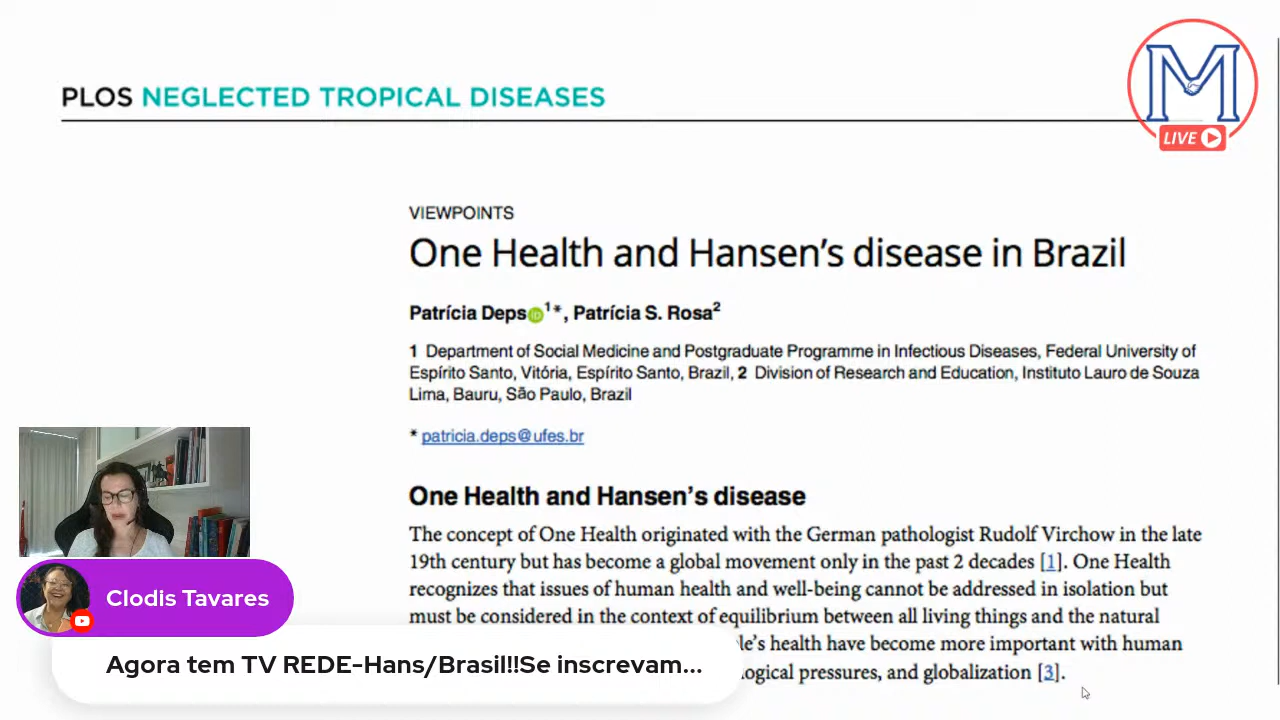 PLOS NEGLECTED TROPICAL DISEASES
M
LIVE
VIEWPOINTS
One Health and Hansen's disease in Brazil
Patrícia Deps iD 1*, Patrícia S. Rosa2
1 Department of Social Medicine and Postgraduate Programme in Infectious Diseases, Federal University of
Espírito Santo, Vitória, Espírito Santo, Brazil, 2 Division of Research and Education, Instituto Lauro de Souza
Lima, Bauru, São Paulo, Brazil
* patricia.deps@ufes.br
One Health and Hansen's disease
The concept of One Health originated with the German pathologist Rudolf Virchow in the late
19th century but has become a global movement only in the past 2 decades [1]. One Health
recognizes that issues of human health and well-being cannot be addressed in isolation but
must be considered in the context of equilibrium between all living things and the natural
le's health have become more important with human
ological pressures, and globalization [3].
Clodis Tavares
Agora tem TV REDE-Hans/Brasil!!Se inscrevam...